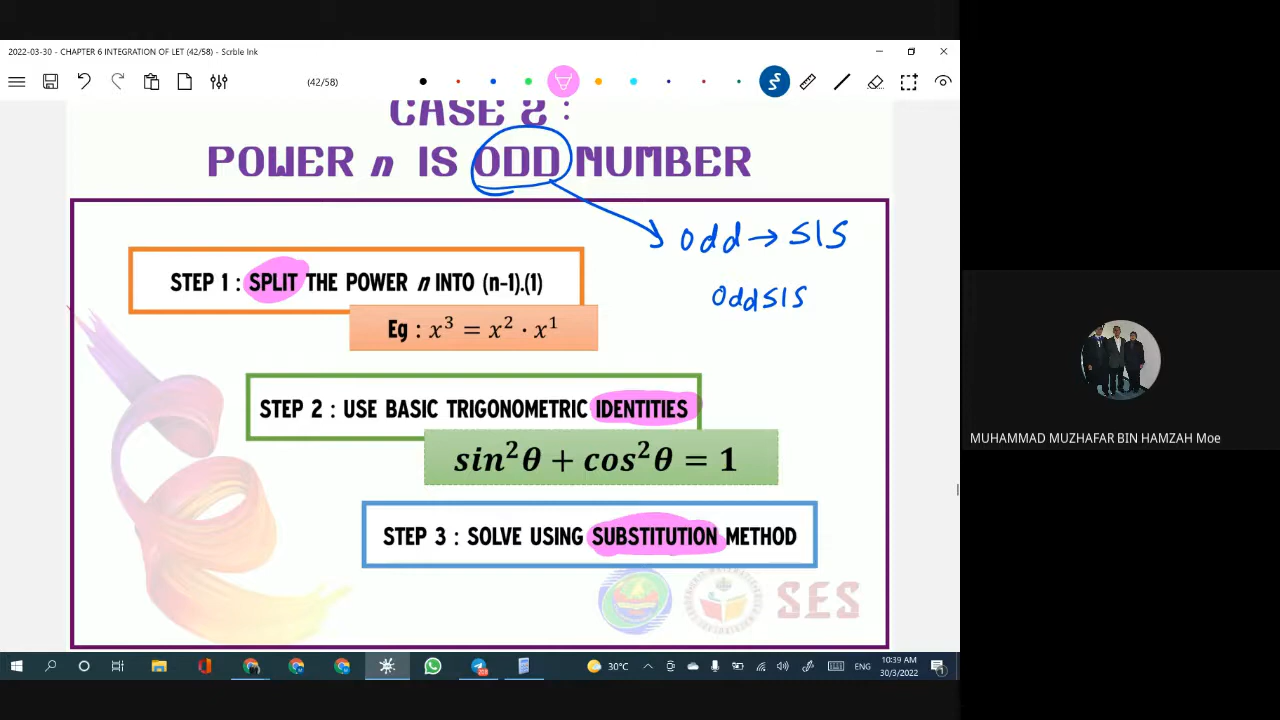 2022-03-30 - CHAPTER 6 INTEGRATION OF LET (42/58) - Scrble Ink
(42/58)
CASE 2 :
POWER n IS ODD NUMBER
odd → SIS
STEP 1 : SPLIT THE POWER n INTO (n-1).(1)
oddSIS
Eg : x³ = x² · x¹
STEP 2 : USE BASIC TRIGONOMETRIC IDENTITIES
sin²θ + cos²θ = 1
MUHAMMAD MUZHAFAR BIN HAMZAH Moe
STEP 3 : SOLVE USING SUBSTITUTION METHOD
SES
30°C
ENG
10:39 AM
30/3/2022